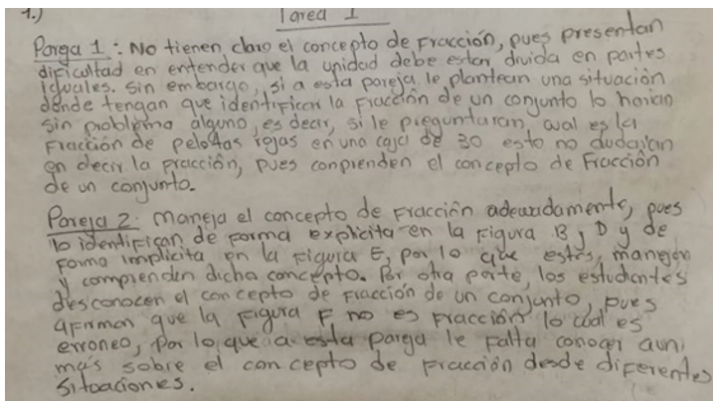 1.)
Tarea 1
Pareja 1: No tienen claro el concepto de Fracción, pues presentan
dificultad en entender que la unidad debe estar divida en partes
iguales. Sin embargo, si a esta pareja le plantean una situación
donde tengan que identificar la fracción de un conjunto lo harian
sin problema alguno, es decir, si le preguntaran, cual es la
fracción de pelotas rojas en una caja de 30 esto no dudarían
en decir la fracción, pues conprenden el concepto de Fracción
de un conjunto.
Pareja 2: maneja el concepto de Fracción adecuadamente, pues
lo identifican de forma explicita en la Figura B y D y de
forma implicita en la Figura E, por lo que estos, manejan
y comprenden dicha concepto. Por otra parte, los estudiantes
desconocen el concepto de Fracción de un conjunto, pues
afirman que la Figura F no es Fracción lo cual es
erroneo, por lo que a esta pareja le falta conocer aun
más sobre el concepto de Fracción desde diferentes
situaciones.